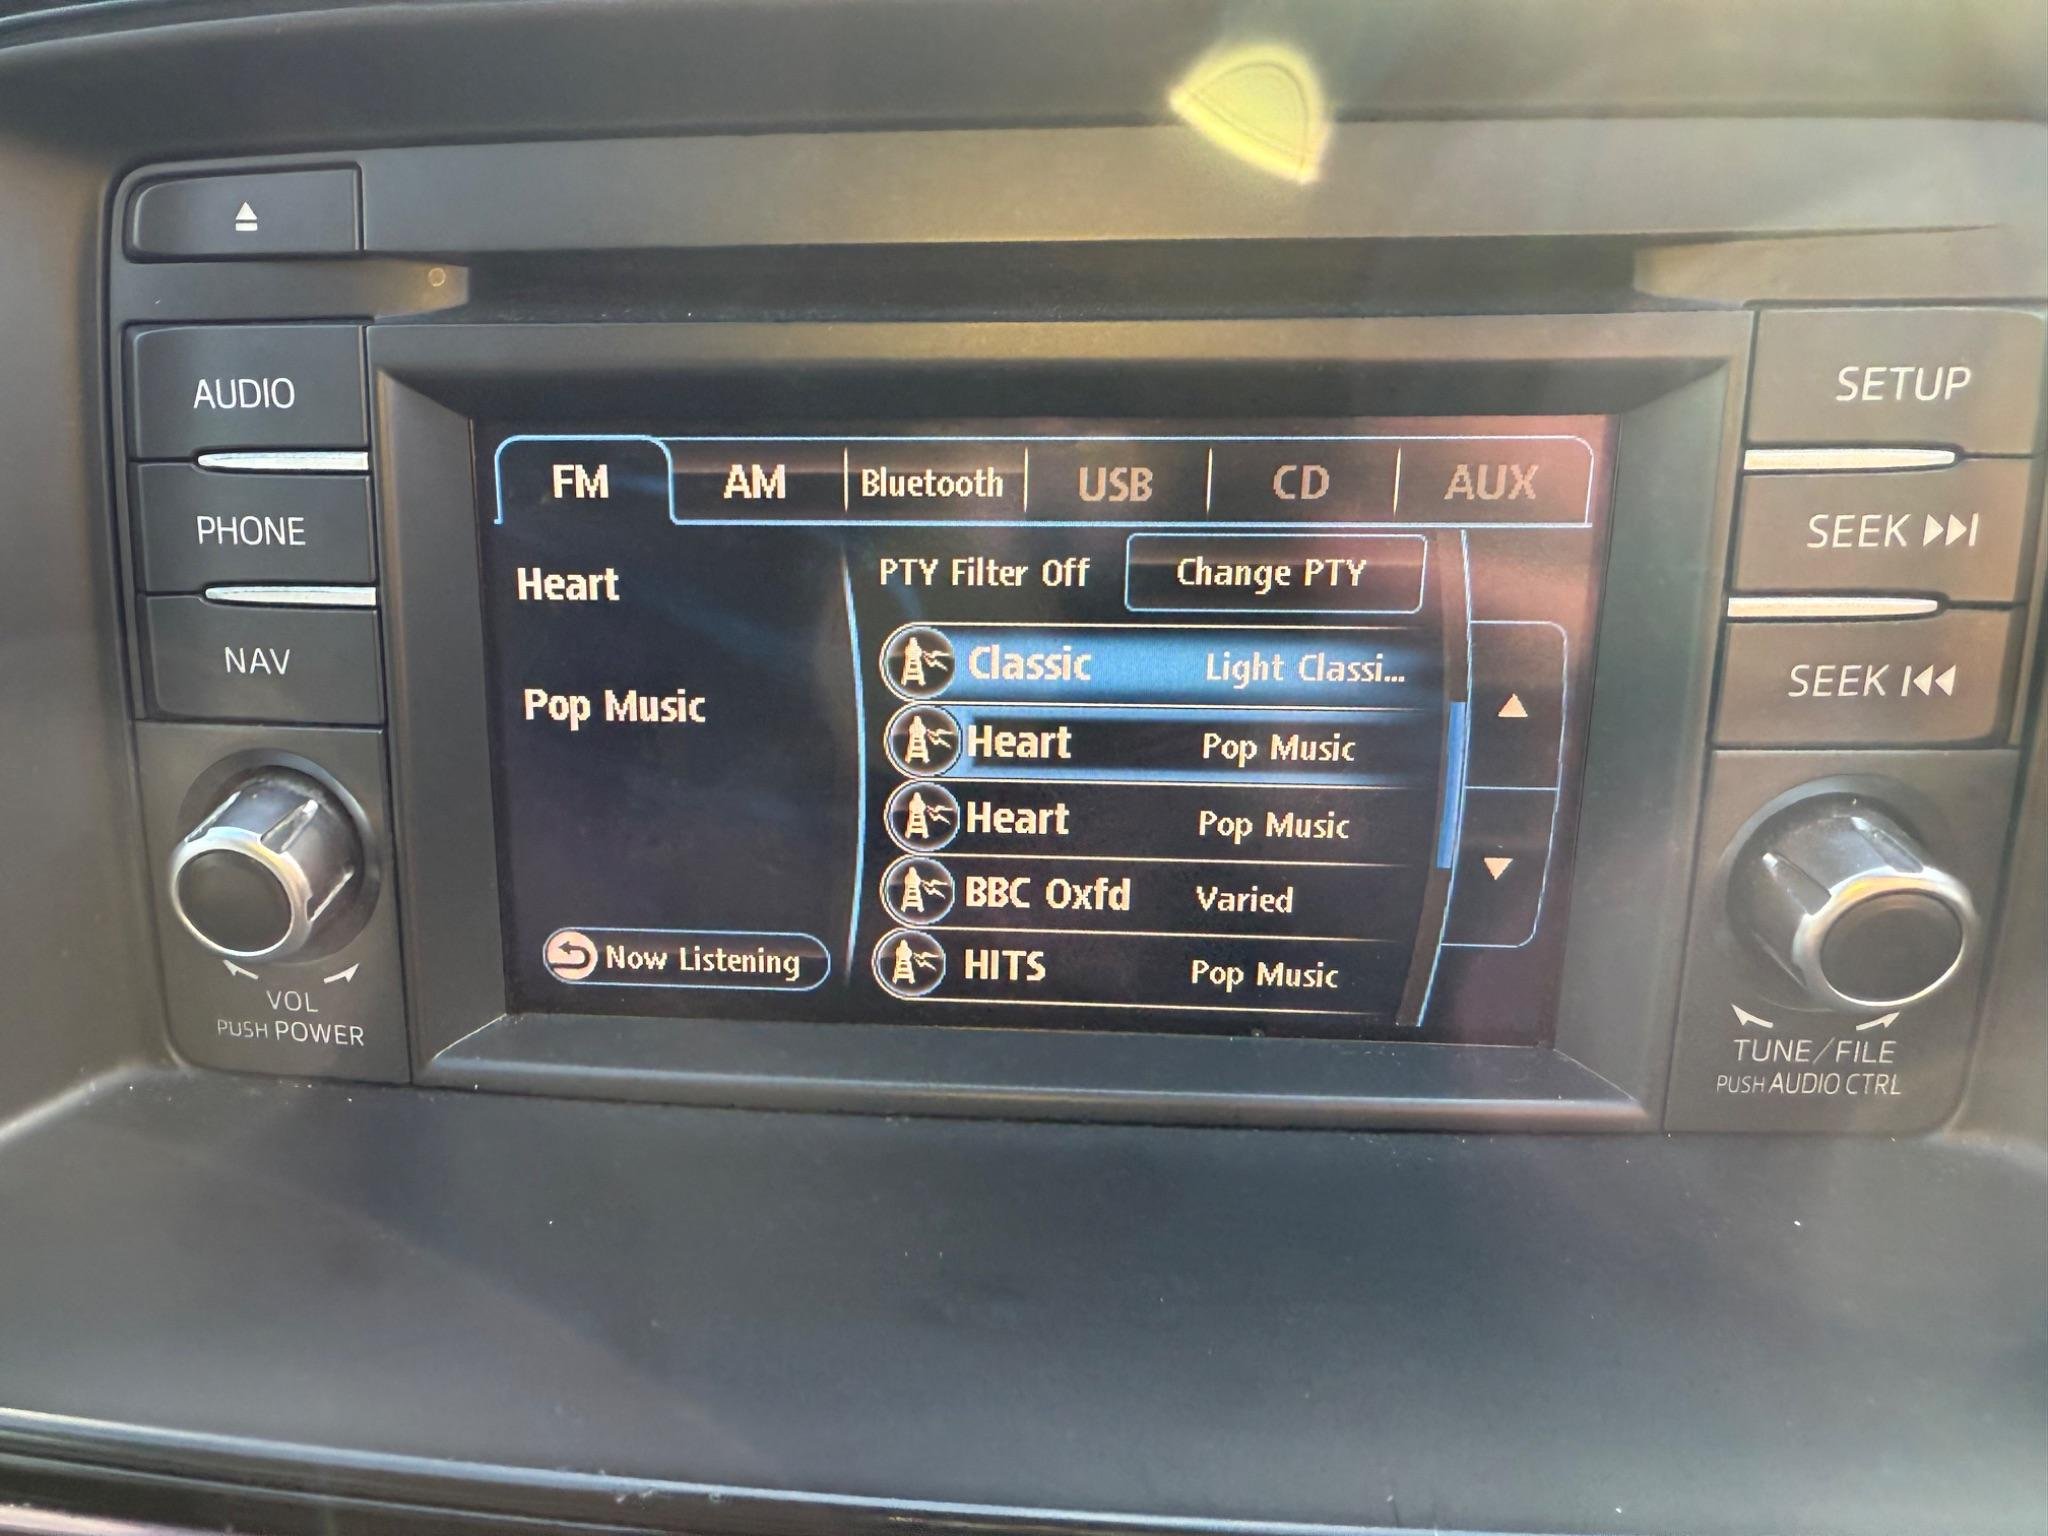 AUDIO
PHONE
NAV
VOL
PUSH POWER
FM AM Bluetooth USB CD AUX
Heart
Pop Music
Now Listening
PTY Filter Off Change PTY
Classic Light Classi...
Heart Pop Music
Heart Pop Music
BBC Oxfd Varied
HITS Pop Music
SETUP
SEEK
SEEK
TUNE/FILE
PUSH AUDIO CTRL